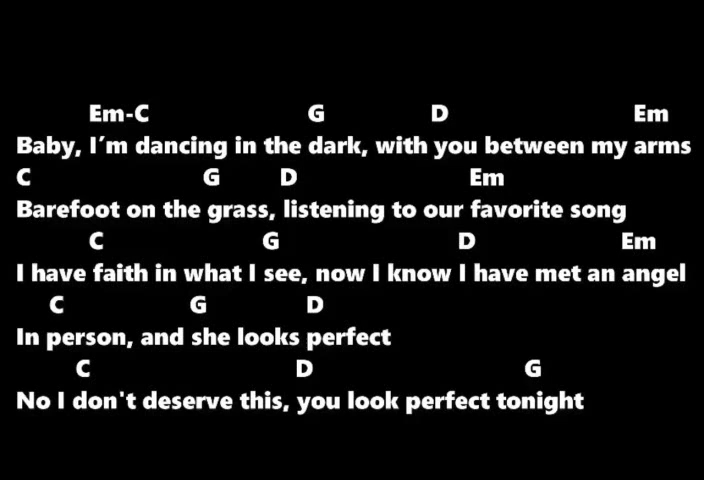 Em-C G D Em
Baby, I’m dancing in the dark, with you between my arms
C G D Em
Barefoot on the grass, listening to our favorite song
C G D Em
I have faith in what I see, now I know I have met an angel
C G D
In person, and she looks perfect
C D G
No I don't deserve this, you look perfect tonight